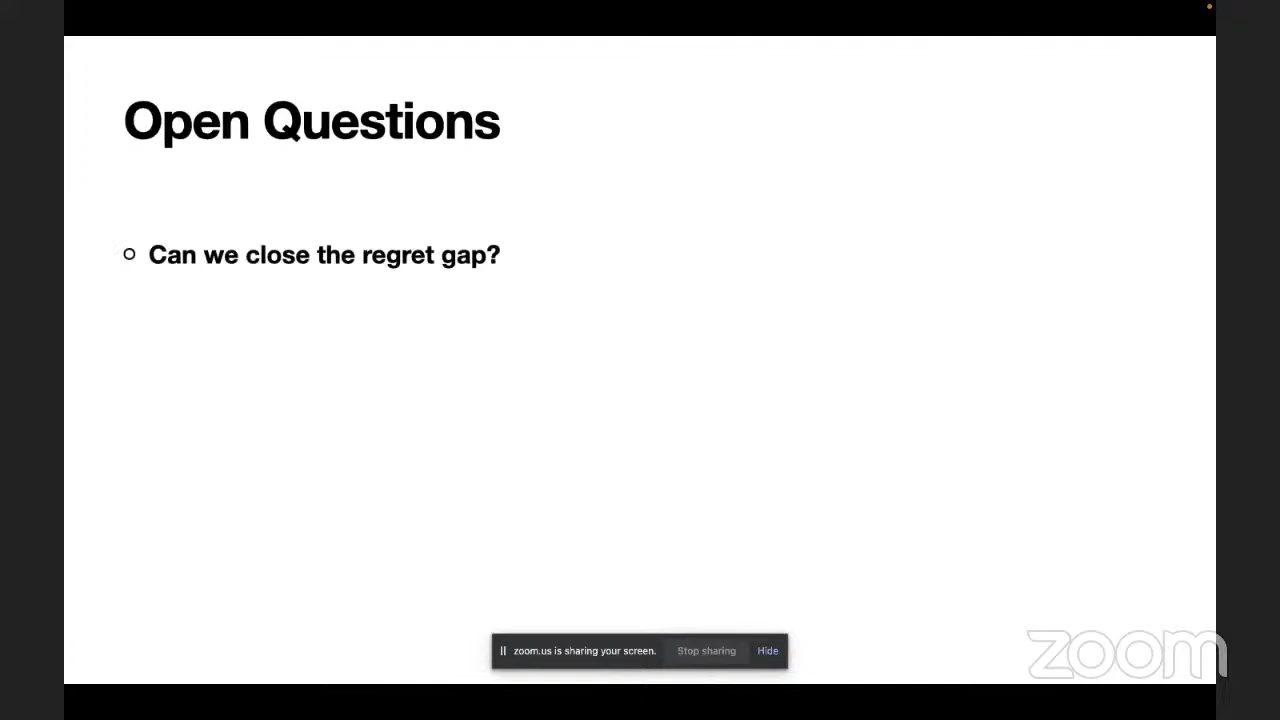 Open Questions
Can we close the regret gap?
zoom.us is sharing your screen. Stop sharing Hide
zoom